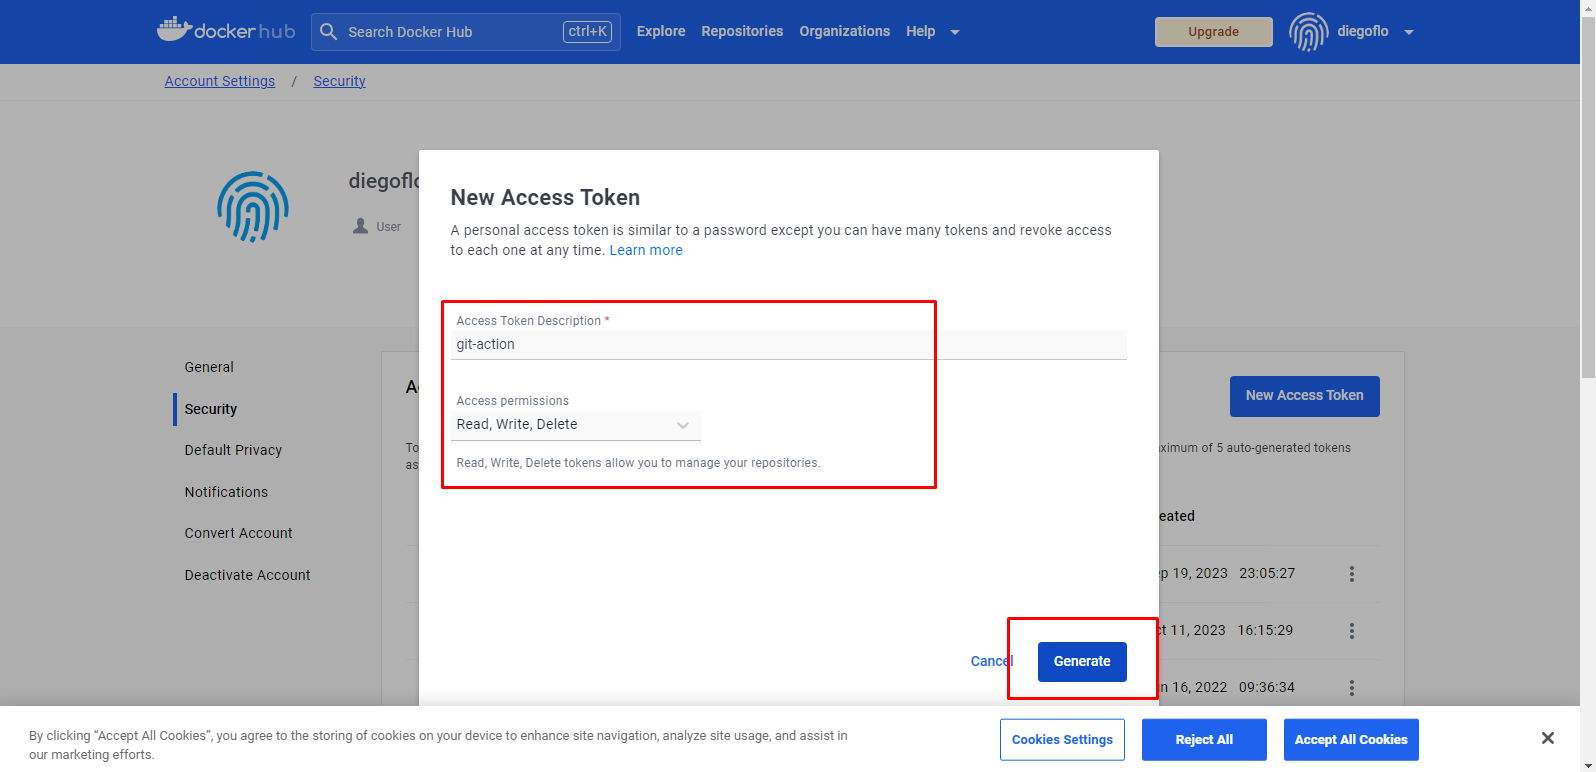 docker hub
Search Docker Hub
ctrl+K
Explore
Repositories
Organizations
Help
Upgrade
diegoflo
Account Settings / Security
diegoflo
User
New Access Token
A personal access token is similar to a password except you can have many tokens and revoke access
to each one at any time. Learn more
Access Token Description *
git-action
Access permissions
Read, Write, Delete
Read, Write, Delete tokens allow you to manage your repositories.
Cancel
Generate
General
Security
Default Privacy
Notifications
Convert Account
Deactivate Account
New Access Token
of 5 auto-generated tokens
19, 2023 23:05:27
11, 2023 16:15:29
16, 2022 09:36:34
By clicking “Accept All Cookies”, you agree to the storing of cookies on your device to enhance site navigation, analyze site usage, and assist in
our marketing efforts.
Cookies Settings
Reject All
Accept All Cookies